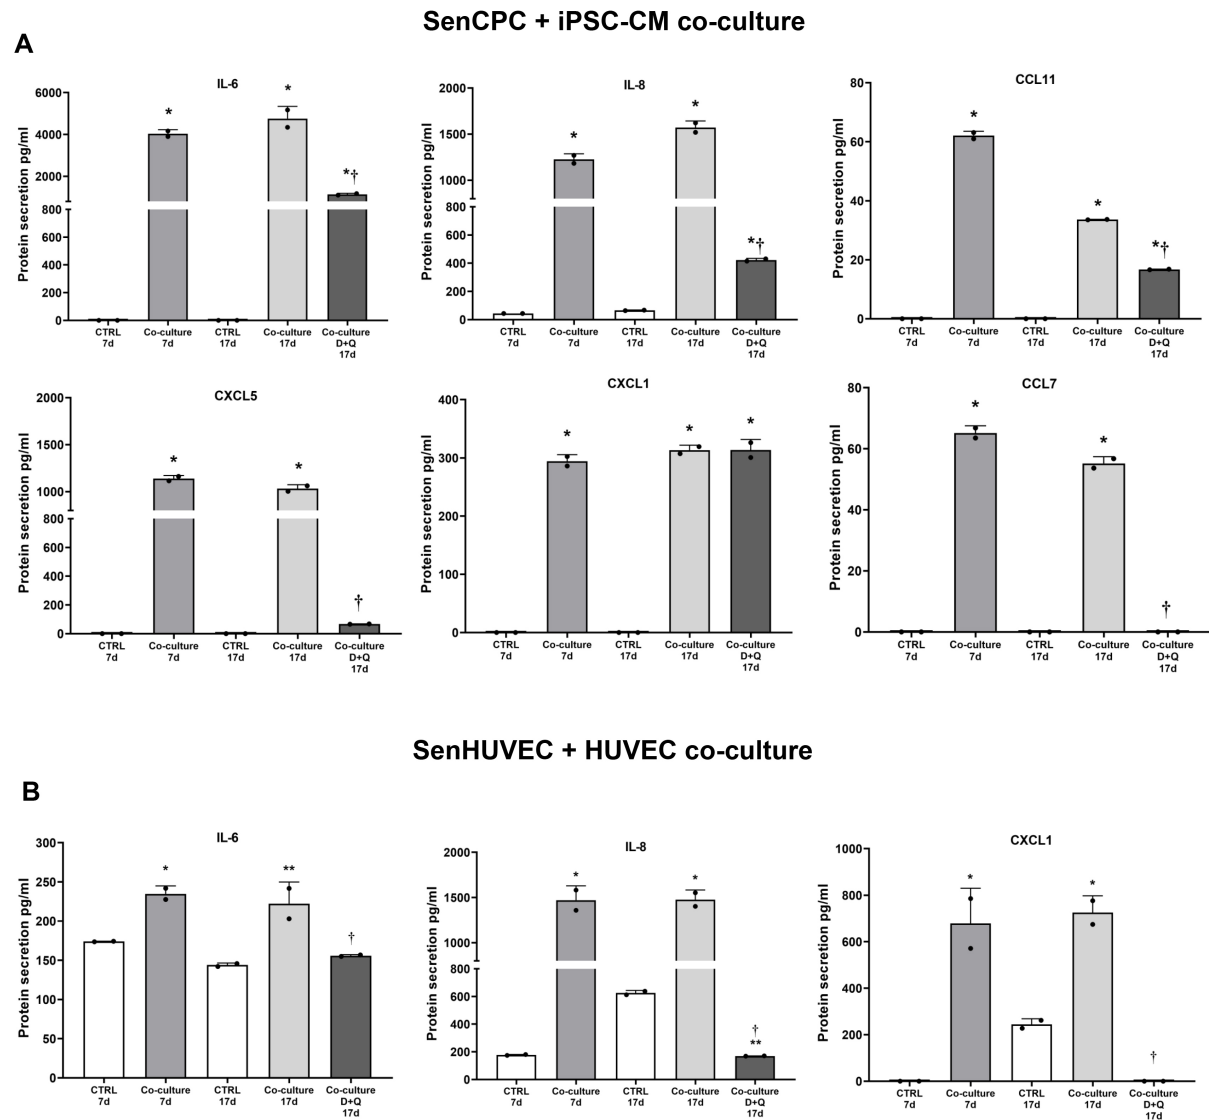 SenCPC + iPSC-CM co-culture
A
IL-6
Protein secretion pg/ml
6000
4000
2000
800
600
400
200
0
*
*
*†
CTRL
7d
Co-culture
7d
CTRL
17d
Co-culture
17d
Co-culture
D+Q
17d
IL-8
Protein secretion pg/ml
2000
1500
1000
800
600
400
200
0
*
*
*†
CTRL
7d
Co-culture
7d
CTRL
17d
Co-culture
17d
Co-culture
D+Q
17d
CCL11
Protein secretion pg/ml
80
60
40
20
0
*
*
*†
CTRL
7d
Co-culture
7d
CTRL
17d
Co-culture
17d
Co-culture
D+Q
17d
CXCL5
Protein secretion pg/ml
2000
1500
1000
800
600
400
200
0
*
*
†
CTRL
7d
Co-culture
7d
CTRL
17d
Co-culture
17d
Co-culture
D+Q
17d
CXCL1
Protein secretion pg/ml
400
300
200
100
0
*
*
*
CTRL
7d
Co-culture
7d
CTRL
17d
Co-culture
17d
Co-culture
D+Q
17d
CCL7
Protein secretion pg/ml
80
60
40
20
0
*
*
†
CTRL
7d
Co-culture
7d
CTRL
17d
Co-culture
17d
Co-culture
D+Q
17d
SenHUVEC + HUVEC co-culture
B
IL-6
Protein secretion pg/ml
300
250
200
150
100
50
0
*
**
†
CTRL
7d
Co-culture
7d
CTRL
17d
Co-culture
17d
Co-culture
D+Q
17d
IL-8
Protein secretion pg/ml
2000
1500
1000
800
600
400
200
0
*
*
†
**
CTRL
7d
Co-culture
7d
CTRL
17d
Co-culture
17d
Co-culture
D+Q
17d
CXCL1
Protein secretion pg/ml
1000
800
600
400
200
0
*
*
†
CTRL
7d
Co-culture
7d
CTRL
17d
Co-culture
17d
Co-culture
D+Q
17d